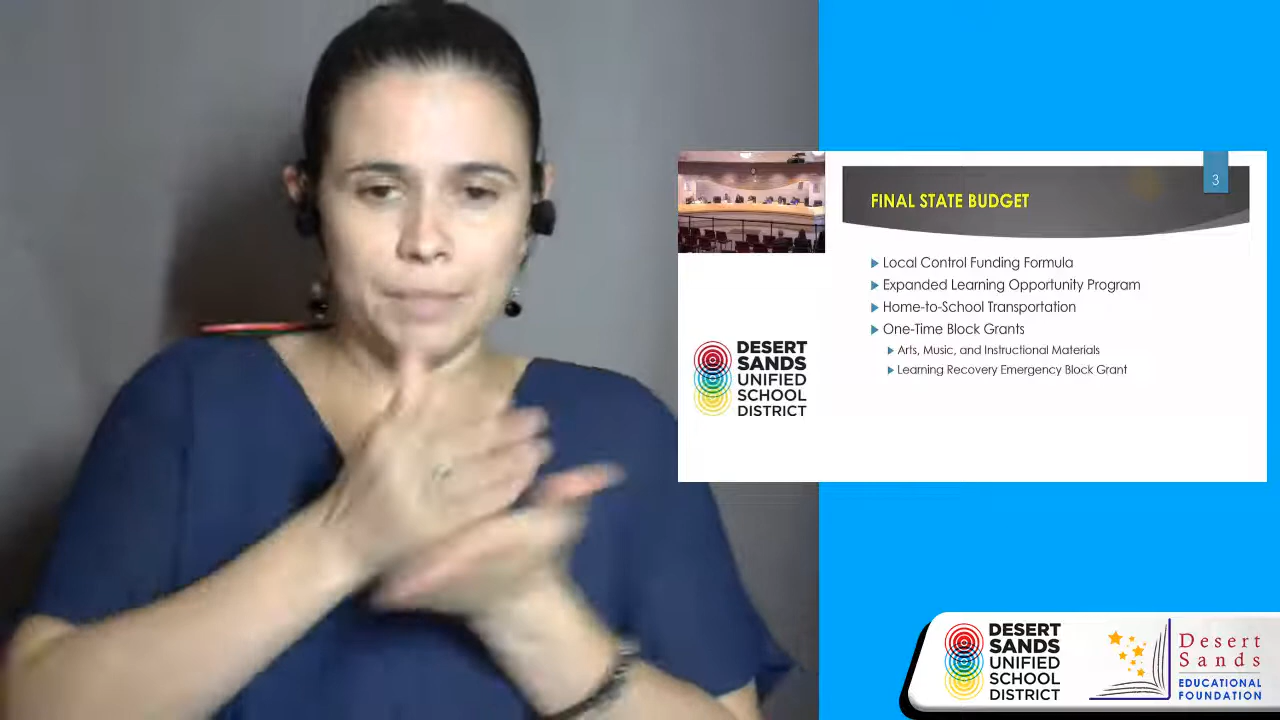 3
FINAL STATE BUDGET
Local Control Funding Formula
Expanded Learning Opportunity Program
Home-to-School Transportation
One-Time Block Grants
Arts, Music, and Instructional Materials
Learning Recovery Emergency Block Grant
DESERT
SANDS
UNIFIED
SCHOOL
DISTRICT
DESERT
SANDS
UNIFIED
SCHOOL
DISTRICT
Desert
Sands
EDUCATIONAL
FOUNDATION